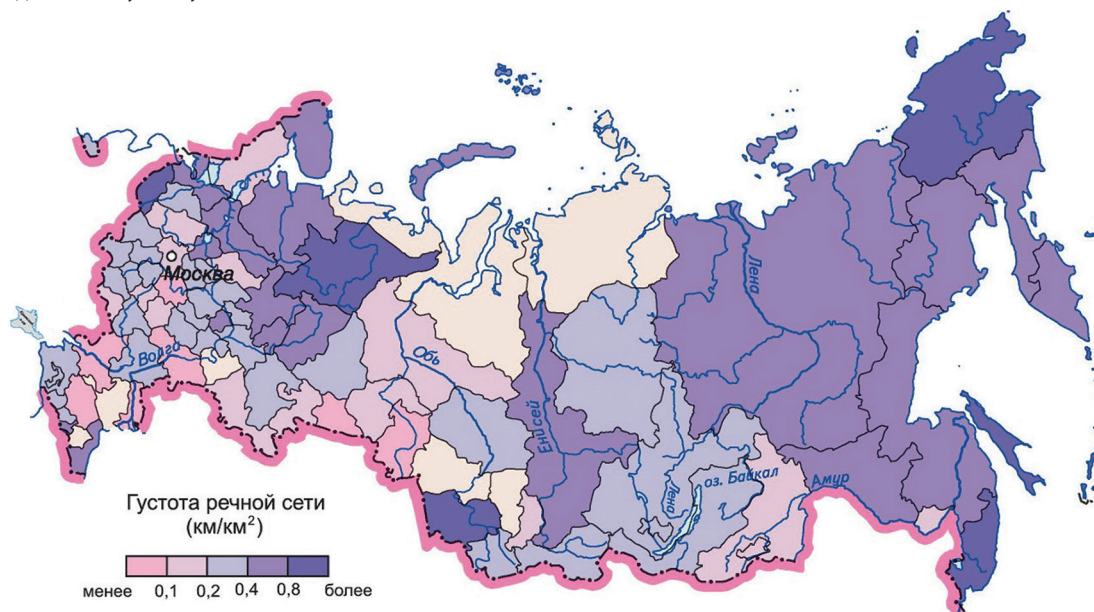 Москва
Волга
Обь
Енисей
Лена
Лена
оз. Байкал
Амур
Густота речной сети
(км/км²)
менее 0,1 0,2 0,4 0,8 более